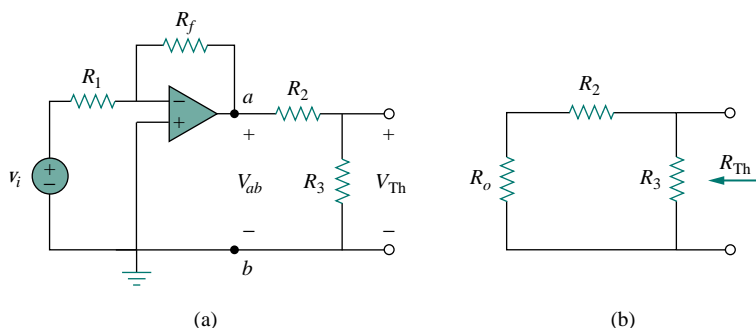 R_f
R_1
−
+
a
R_2
+
+
v_i
+
−
V_ab
R_3
V_Th
−
−
b
(a)
R_2
R_o
R_3
R_Th
(b)